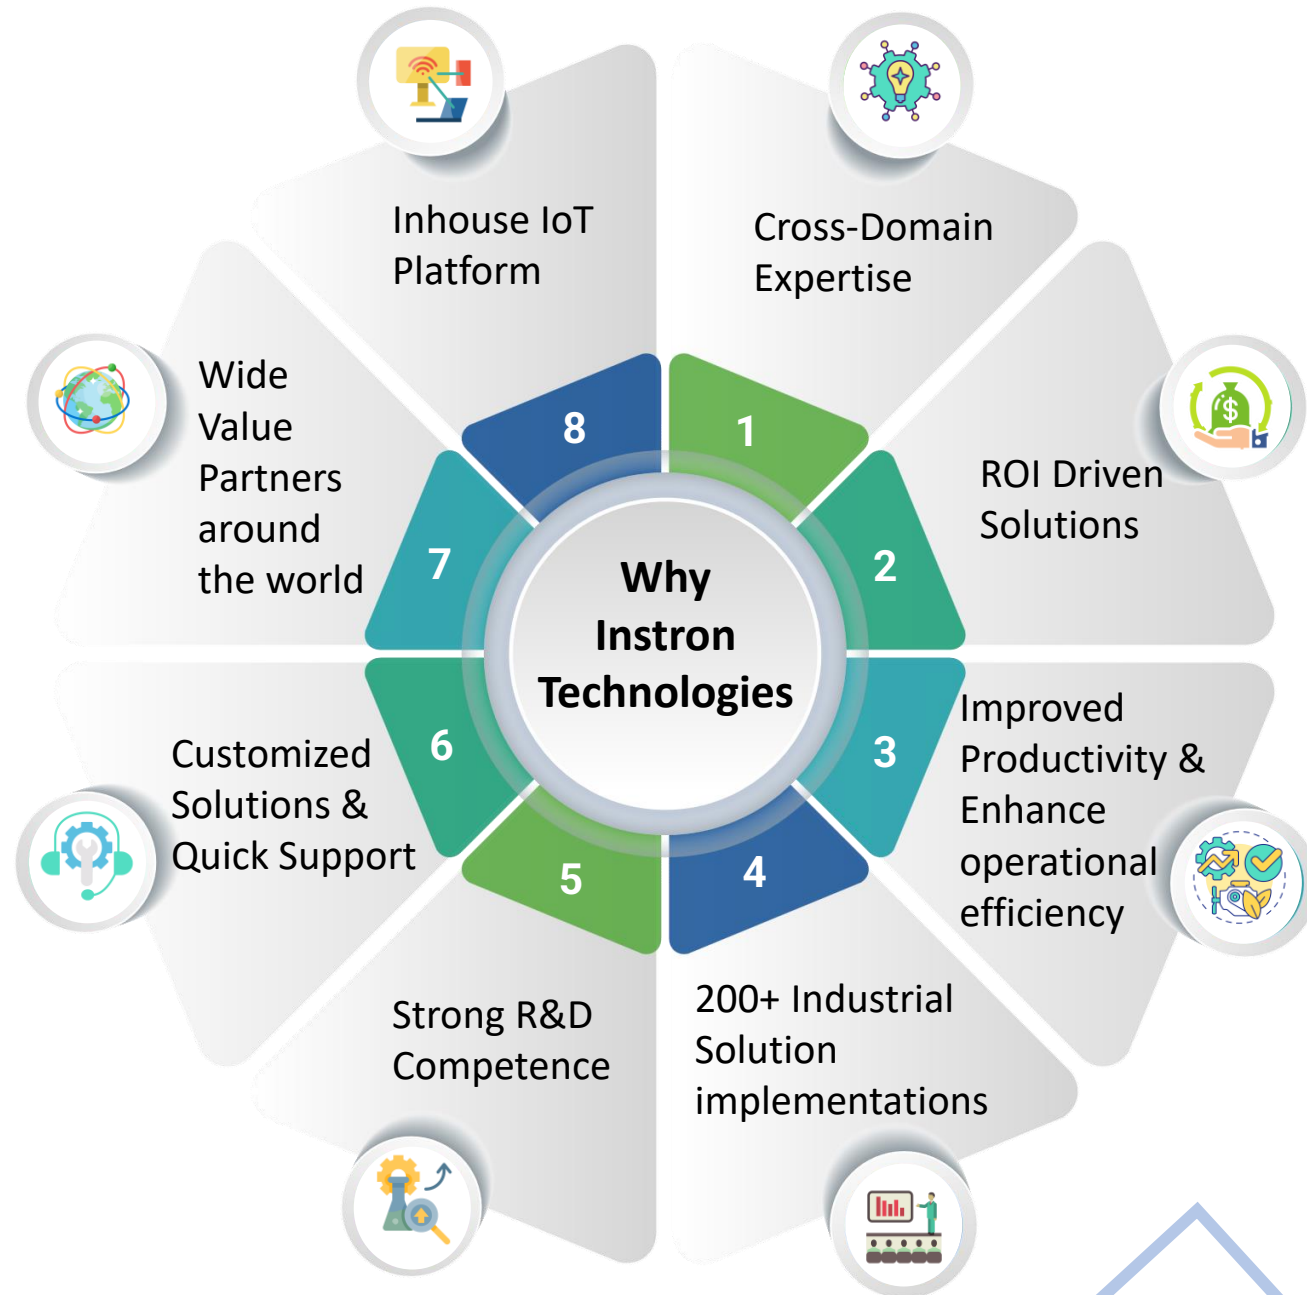 Why
Instron
Technologies
1
Cross-Domain
Expertise
2
ROI Driven
Solutions
$
3
Improved
Productivity &
Enhance
operational
efficiency
4
200+ Industrial
Solution
implementations
5
Strong R&D
Competence
6
Customized
Solutions &
Quick Support
7
Wide
Value
Partners
around
the world
8
Inhouse IoT
Platform